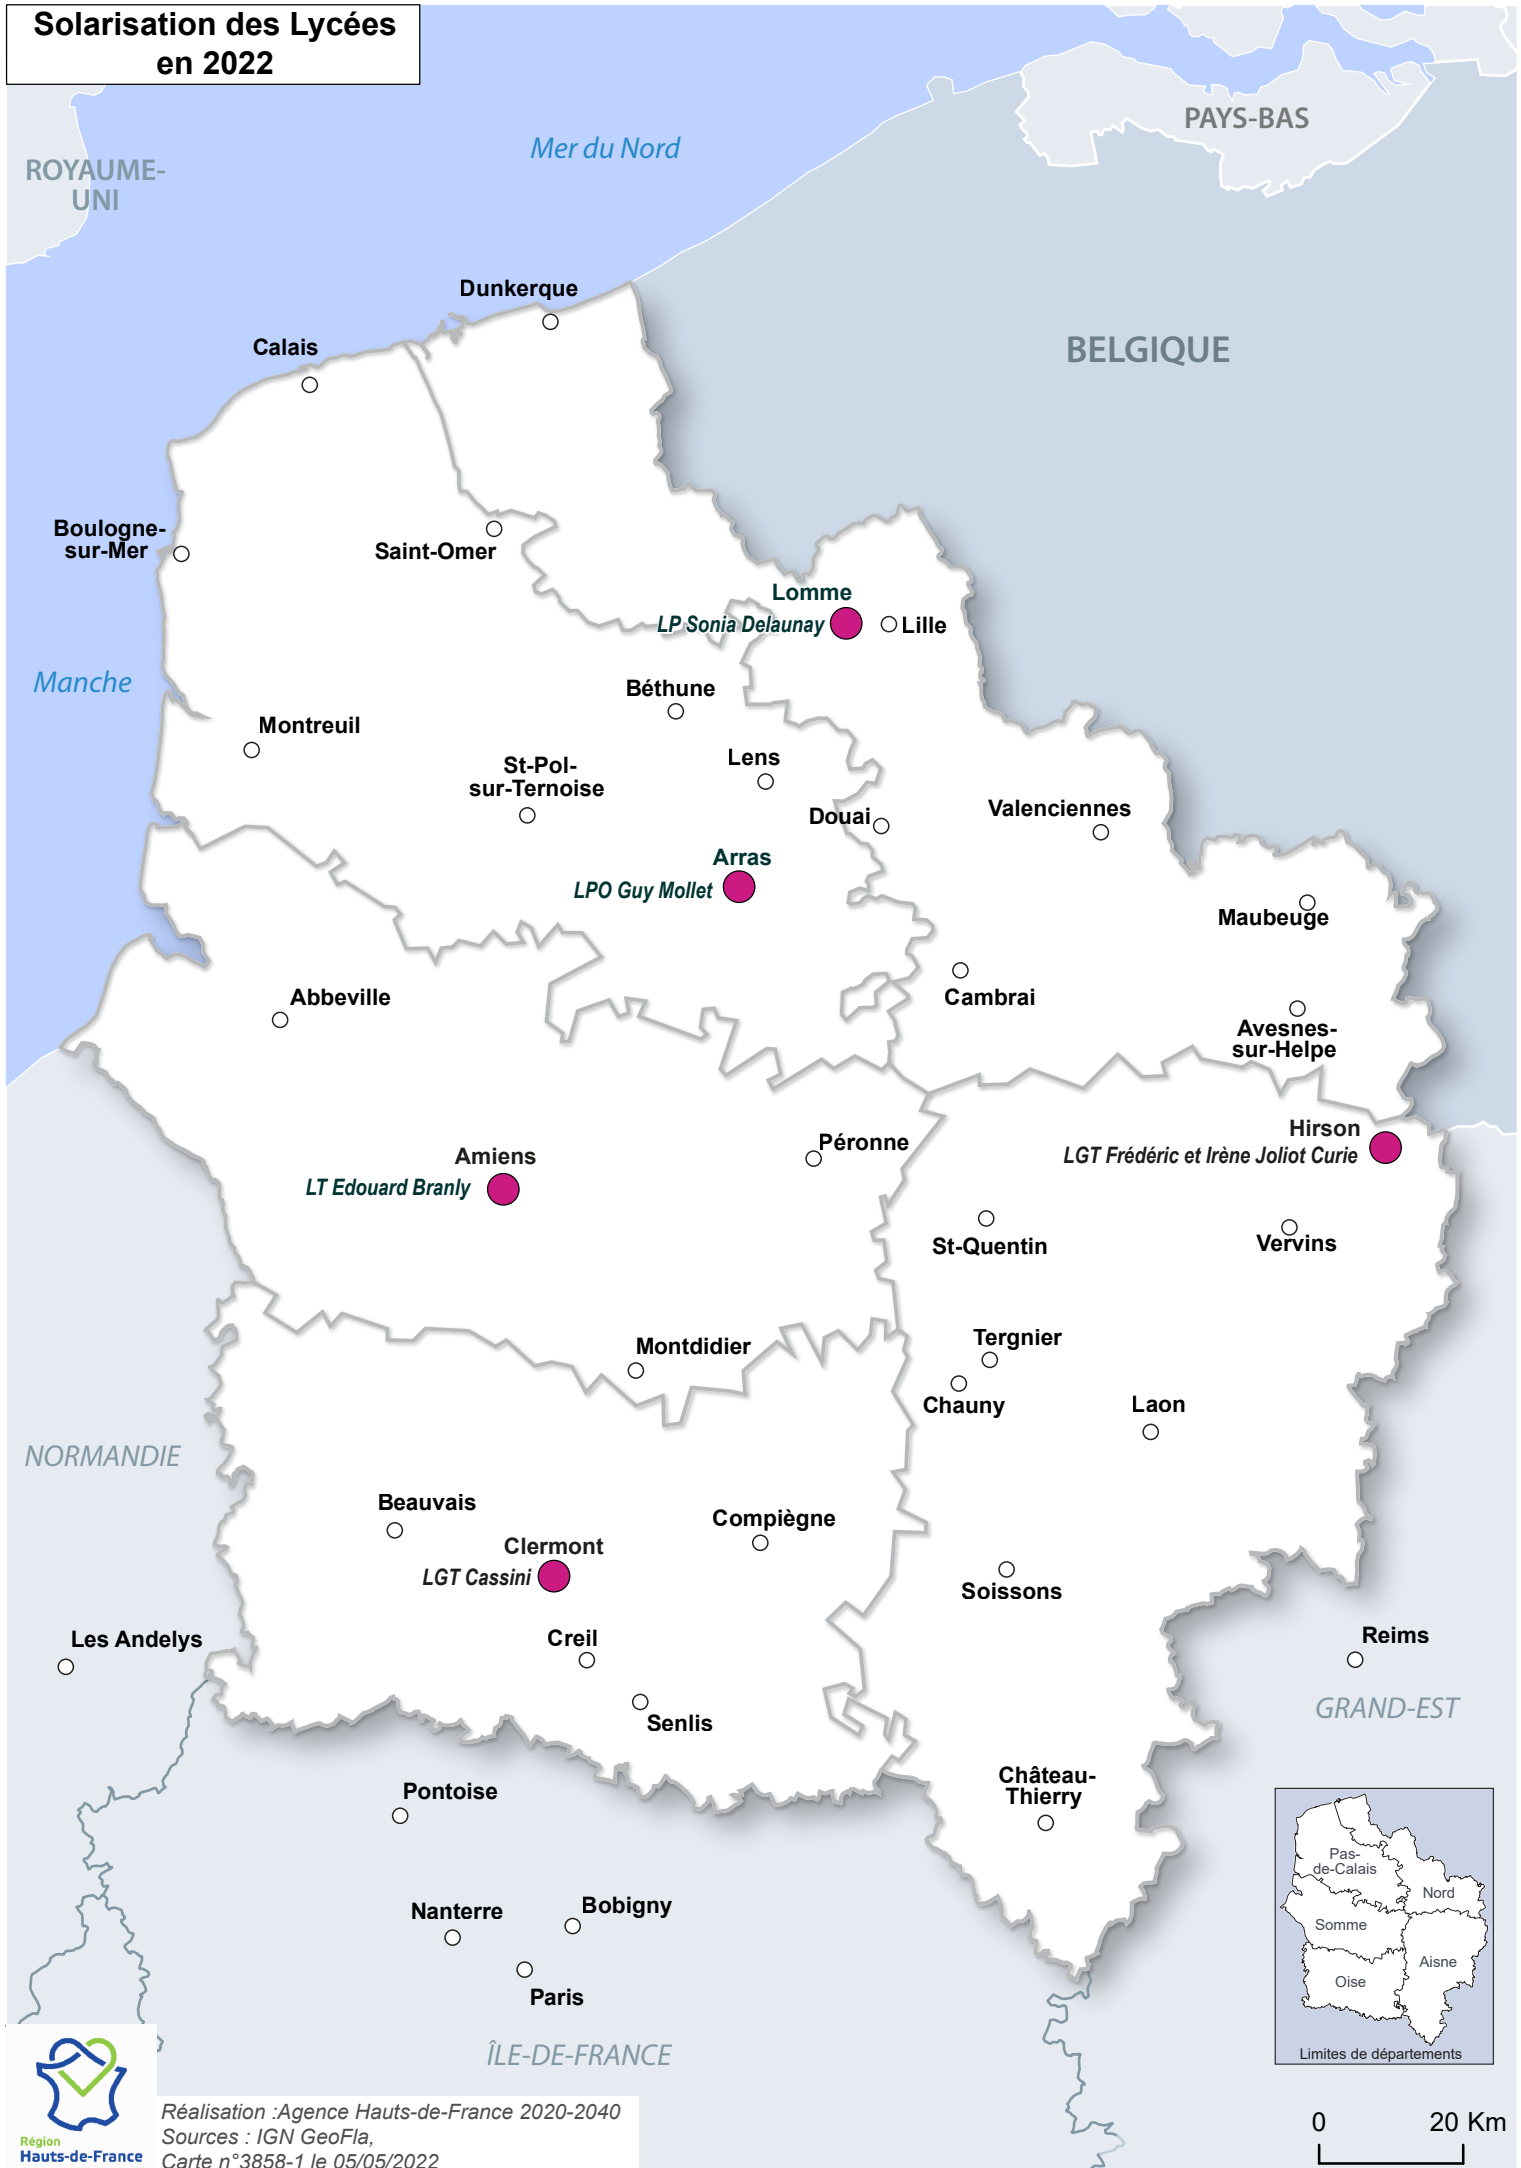 Solarisation des Lycées
en 2022
Mer du Nord
PAYS-BAS
ROYAUME-
UNI
Dunkerque
Calais
BELGIQUE
Boulogne-
sur-Mer
Saint-Omer
Lomme
LP Sonia Delaunay
Lille
Manche
Béthune
Montreuil
St-Pol-
sur-Ternoise
Lens
Douai
Valenciennes
Arras
LPO Guy Mollet
Maubeuge
Abbeville
Cambrai
Avesnes-
sur-Helpe
Hirson
LGT Frédéric et Irène Joliot Curie
Péronne
Amiens
LT Edouard Branly
St-Quentin
Vervins
Montdidier
Tergnier
Chauny
Laon
NORMANDIE
Beauvais
Compiègne
Clermont
LGT Cassini
Soissons
Les Andelys
Creil
Reims
Senlis
GRAND-EST
Pontoise
Château-
Thierry
Nanterre
Bobigny
Paris
ÎLE-DE-FRANCE
Pas-
de-Calais
Nord
Somme
Aisne
Oise
Limites de départements
Région
Hauts-de-France
Réalisation :Agence Hauts-de-France 2020-2040
Sources : IGN GeoFla,
Carte n°3858-1 le 05/05/2022
0 20 Km